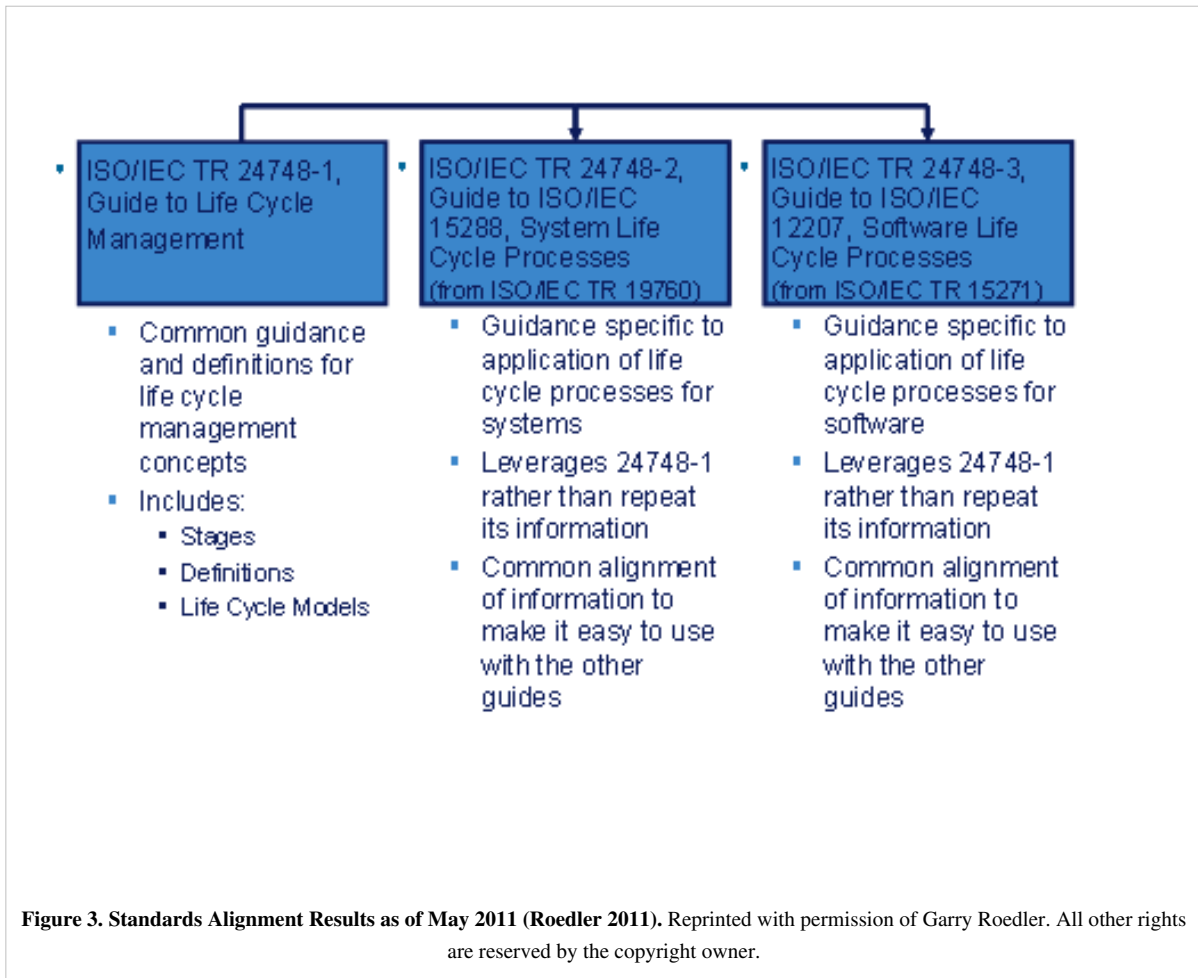 ISO/IEC TR 24748-1,
Guide to Life Cycle
Management
• Common guidance
and definitions for
life cycle
management
concepts
• Includes:
• Stages
• Definitions
• Life Cycle Models
ISO/IEC TR 24748-2,
Guide to ISO/IEC
15288, System Life
Cycle Processes
(from ISO/IEC TR 19760)
• Guidance specific to
application of life
cycle processes for
systems
• Leverages 24748-1
rather than repeat
its information
• Common alignment
of information to
make it easy to use
with the other
guides
ISO/IEC TR 24748-3,
Guide to ISO/IEC
12207, Software Life
Cycle Processes
(from ISO/IEC TR 15271)
• Guidance specific to
application of life
cycle processes for
software
• Leverages 24748-1
rather than repeat
its information
• Common alignment
of information to
make it easy to use
with the other
guides
Figure 3. Standards Alignment Results as of May 2011 (Roedler 2011). Reprinted with permission of Garry Roedler. All other rights
are reserved by the copyright owner.